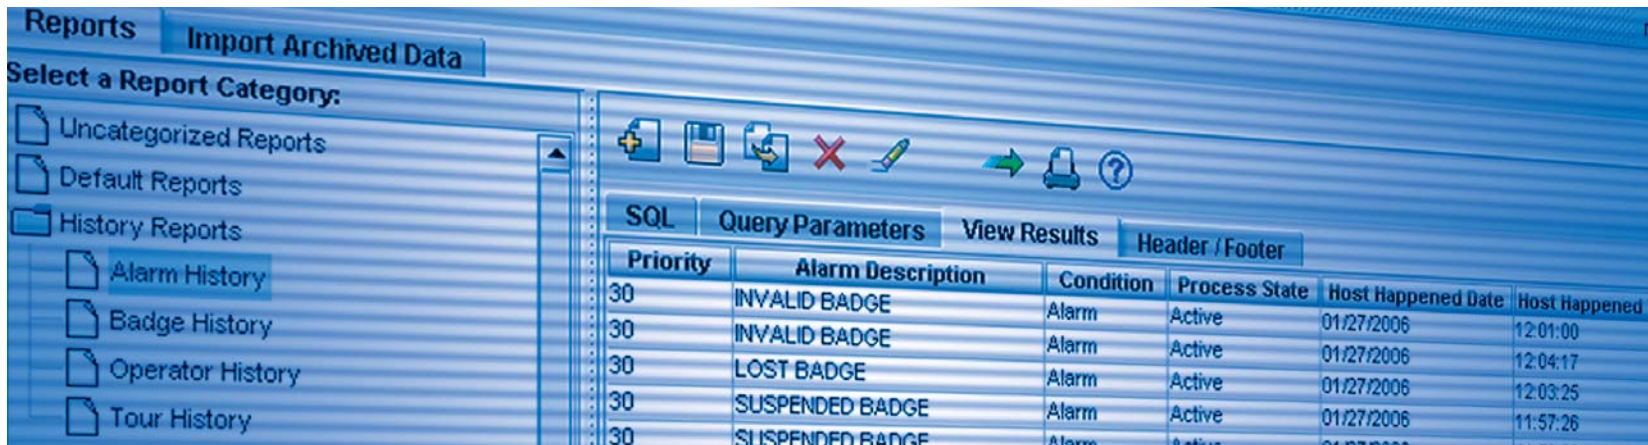 Reports
Import Archived Data
Select a Report Category:
Uncategorized Reports
Default Reports
History Reports
Alarm History
Badge History
Operator History
Tour History
SQL Query Parameters View Results Header / Footer
Priority Alarm Description Condition Process State Host Happened Date Host Happened
30 INVALID BADGE Alarm Active 01/27/2006 12:01:00
30 INVALID BADGE Alarm Active 01/27/2006 12:04:17
30 LOST BADGE Alarm Active 01/27/2006 12:03:25
30 SUSPENDED BADGE Alarm Active 01/27/2006 11:57:26
30 SUSPENDED BADGE Alarm